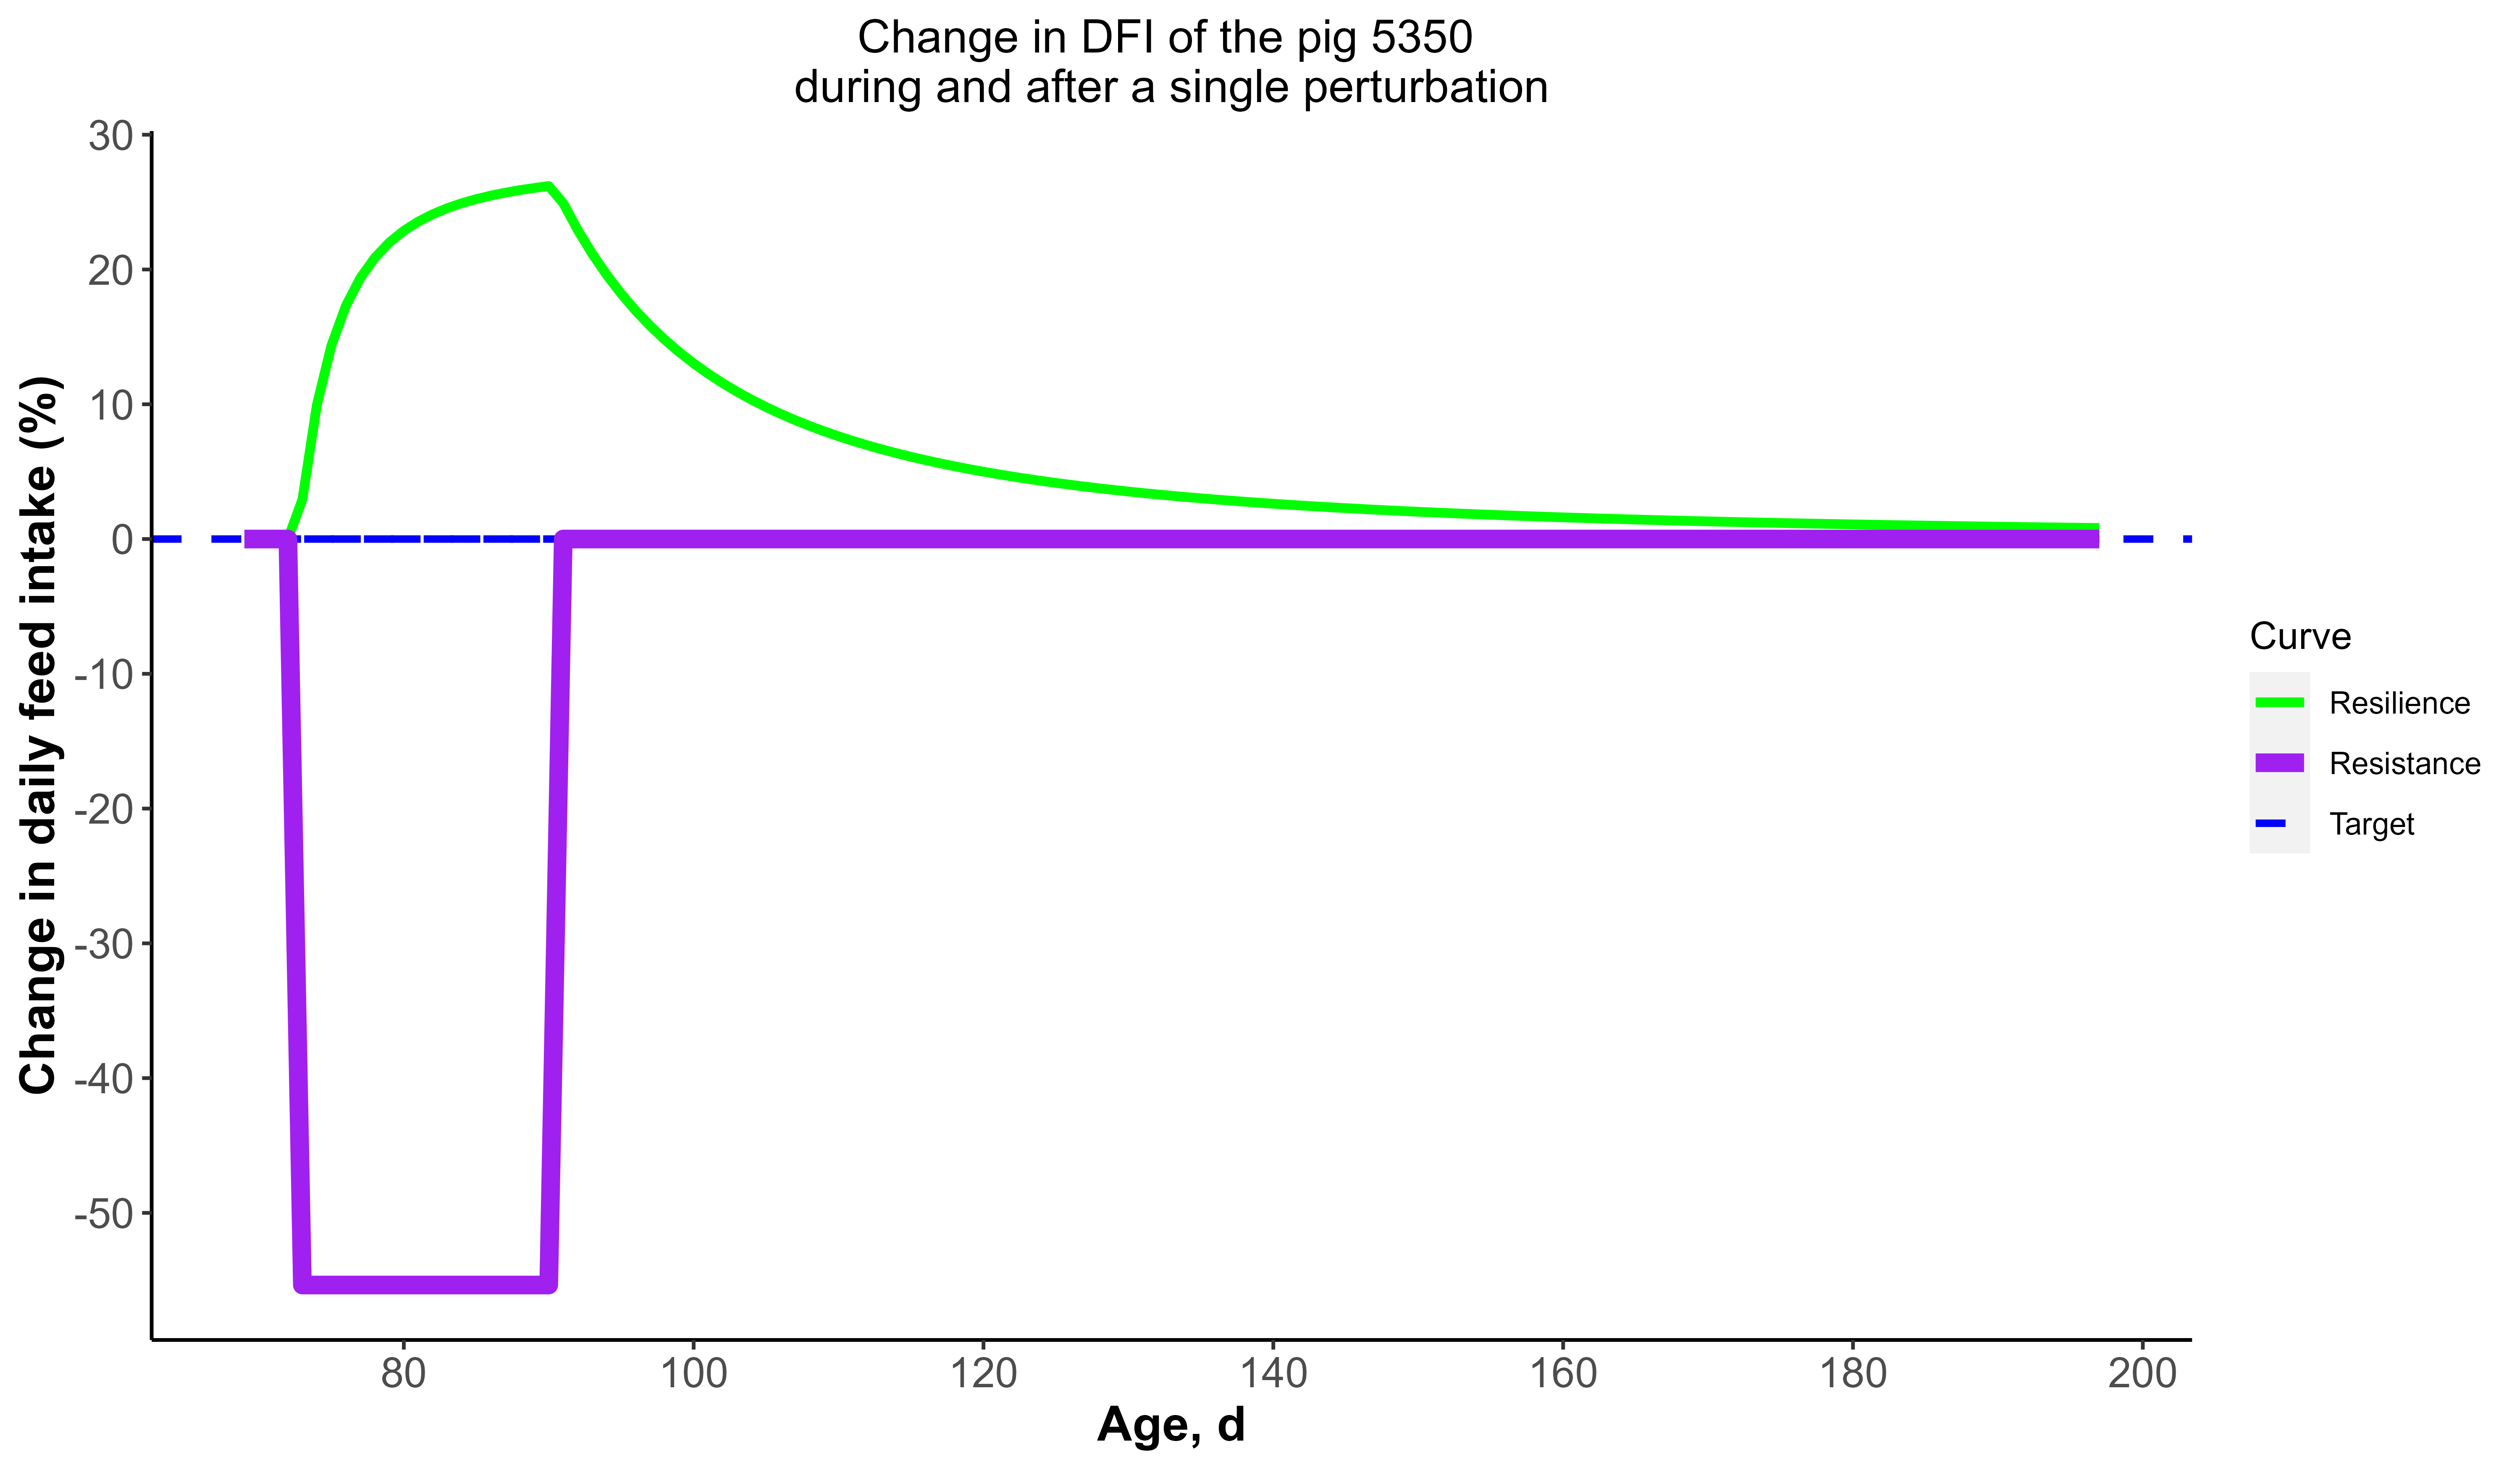 Change in DFI of the pig 5350
during and after a single perturbation
Change in daily feed intake (%)
30
20
10
0
-10
-20
-30
-40
-50
80 100 120 140 160 180 200
Age, d
Curve
Resilience
Resistance
Target